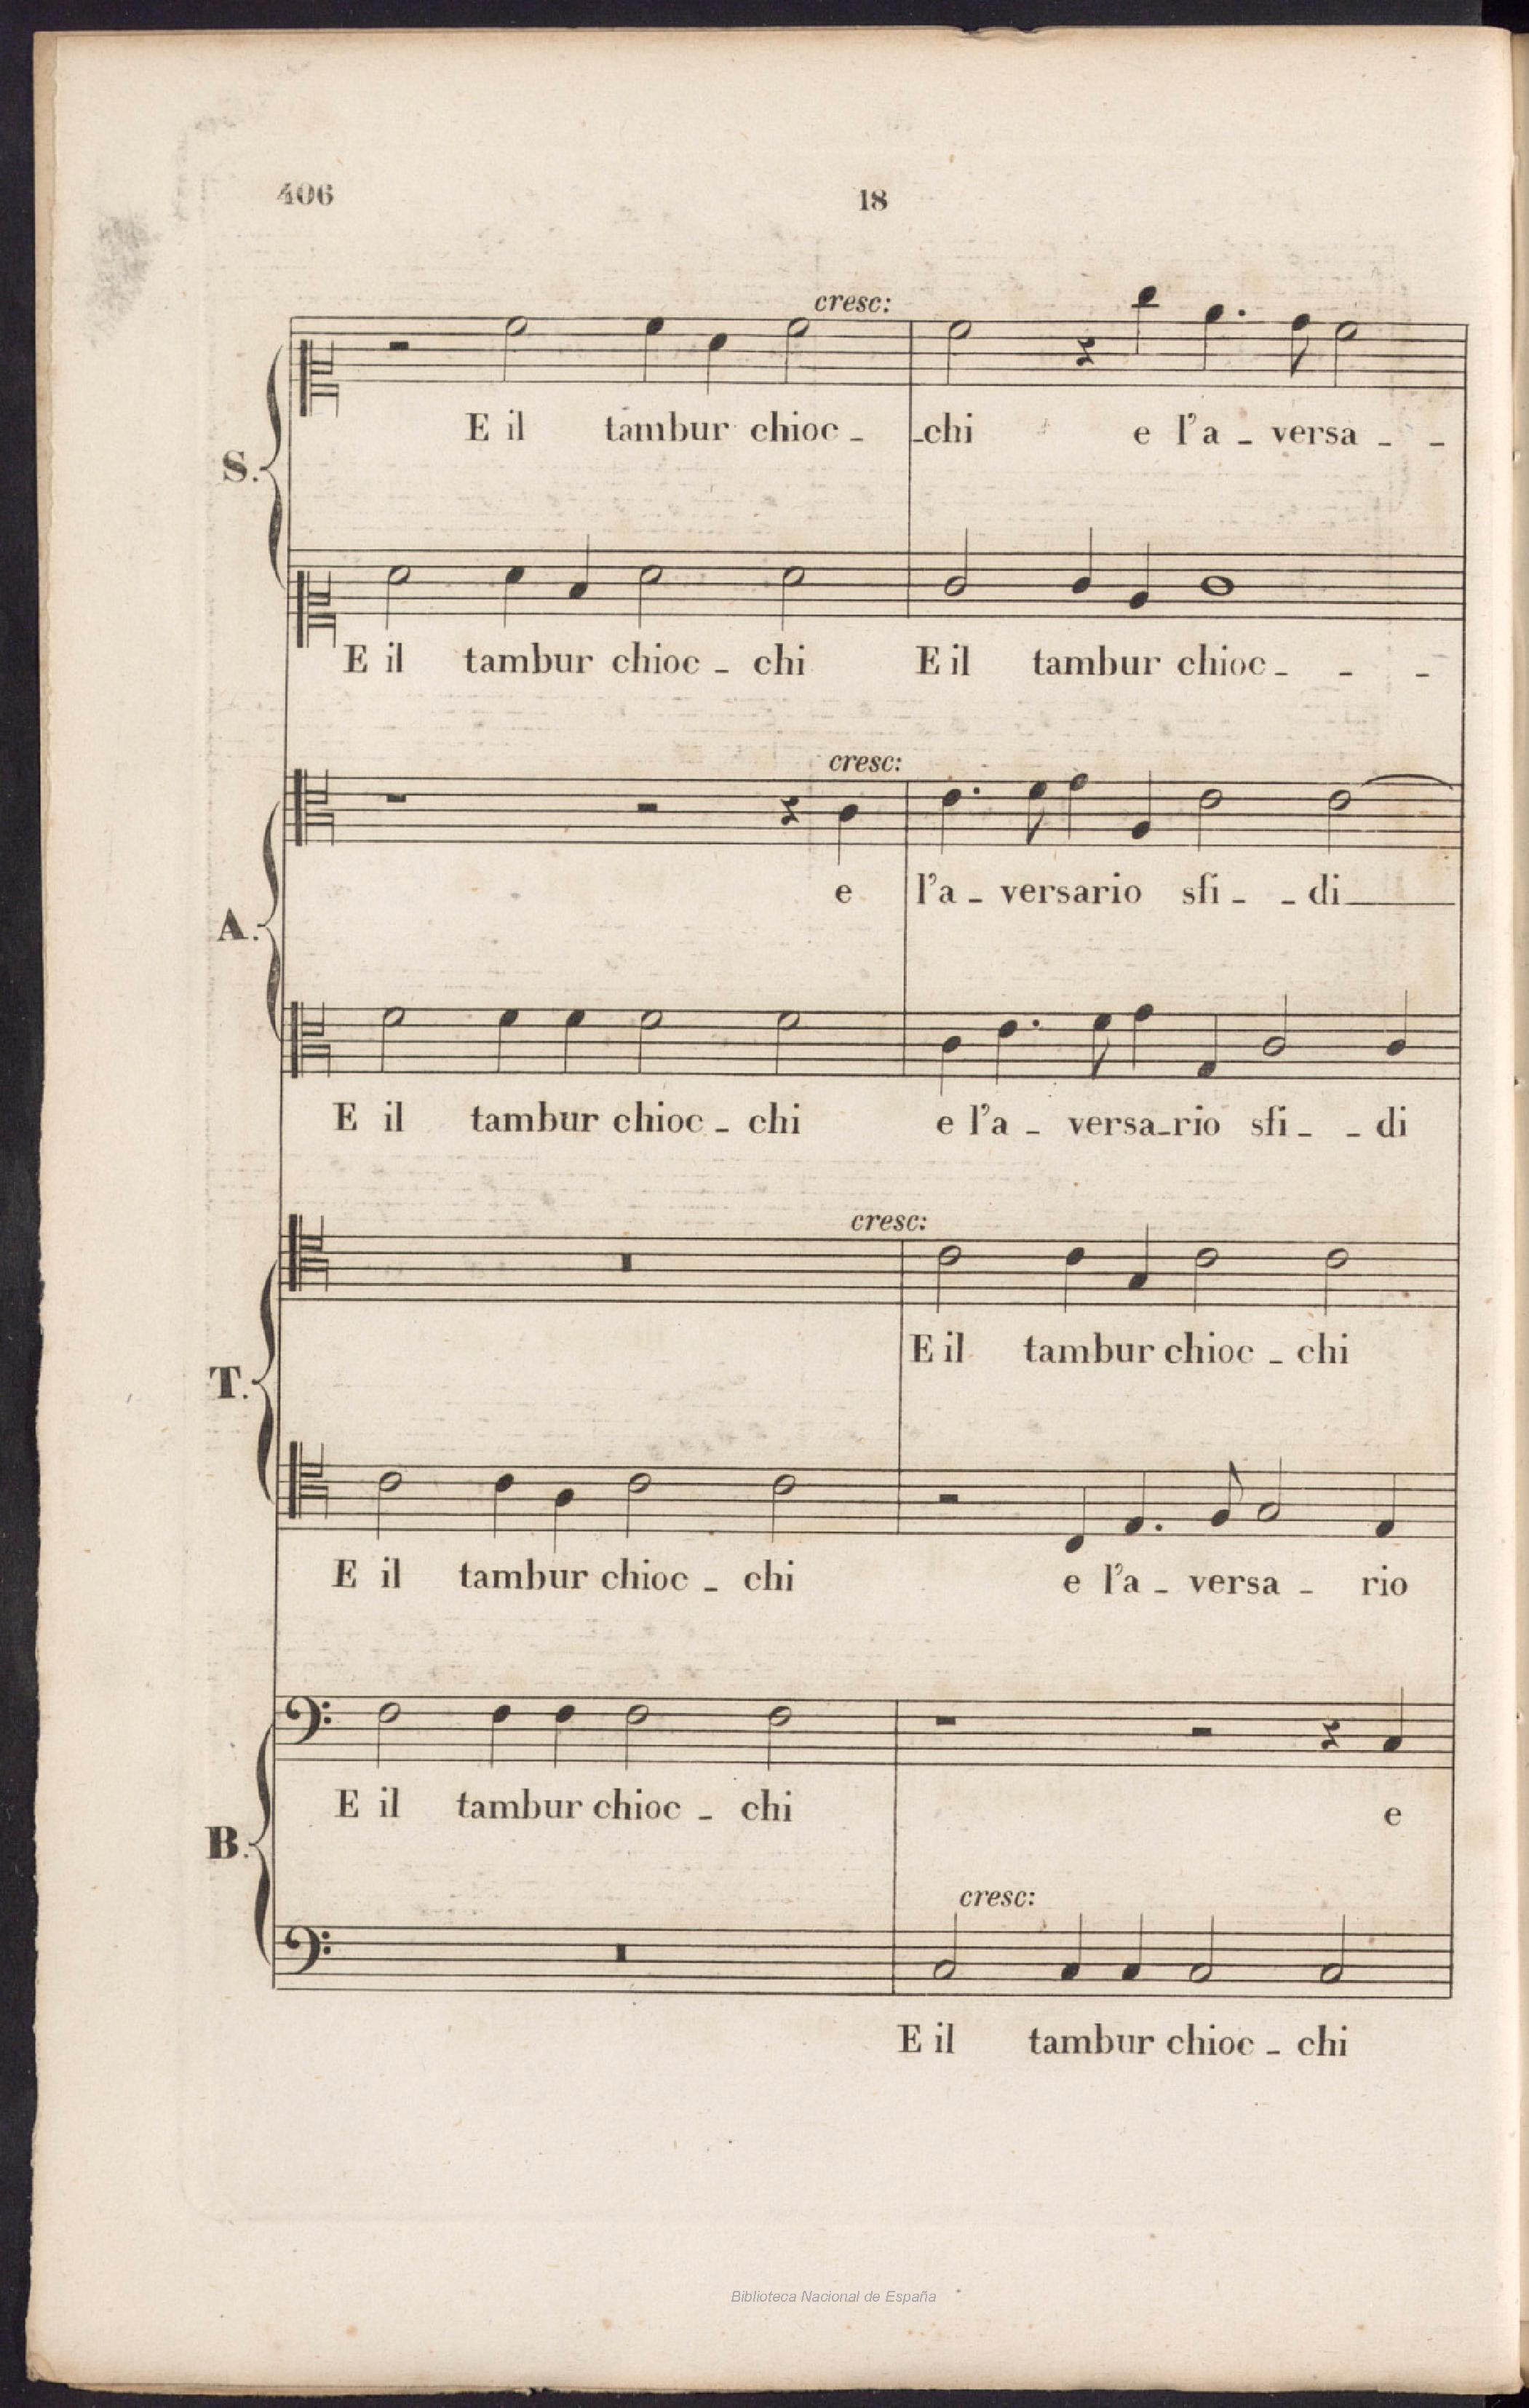 406
18
cresc:
E il tambur chioc - -chi e l'a - versa - -
S.
E il tambur chioc - chi E il tambur chioc - - -
cresc:
e l'a - versario sfi - - di
A.
E il tambur chioc - chi e l'a - versa-rio sfi - - di
cresc:
E il tambur chioc - chi
T.
E il tambur chioc - chi e l'a - versa - rio
E il tambur chioc - chi e
B.
cresc:
E il tambur chioc - chi
Biblioteca Nacional de España